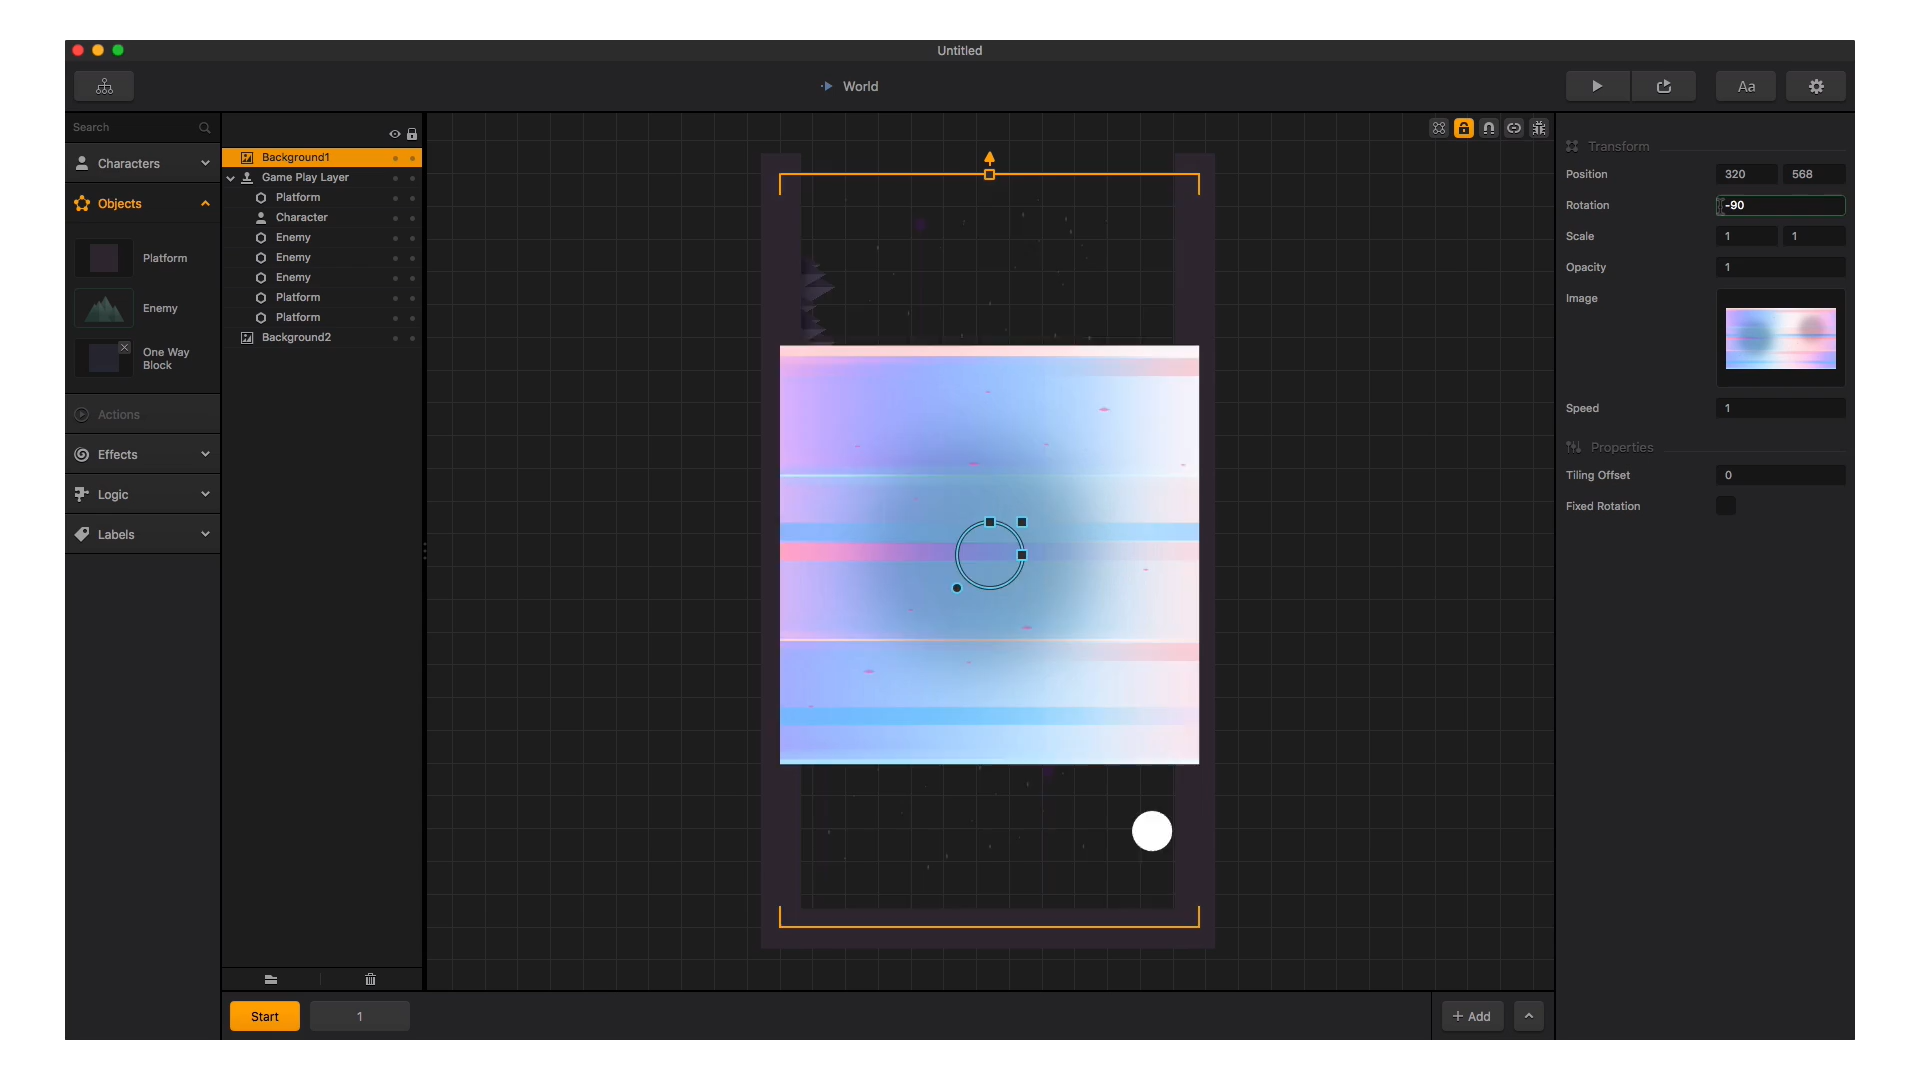 Untitled
World
Aa
Search
Characters
Objects
Platform
Enemy
One Way
Block
Actions
Effects
Logic
Labels
Background1
Game Play Layer
Platform
Character
Enemy
Enemy
Enemy
Platform
Platform
Background2
Transform
Position 320 568
Rotation -90
Scale 1 1
Opacity 1
Image
Speed 1
Properties
Tiling Offset 0
Fixed Rotation
Start 1
+ Add